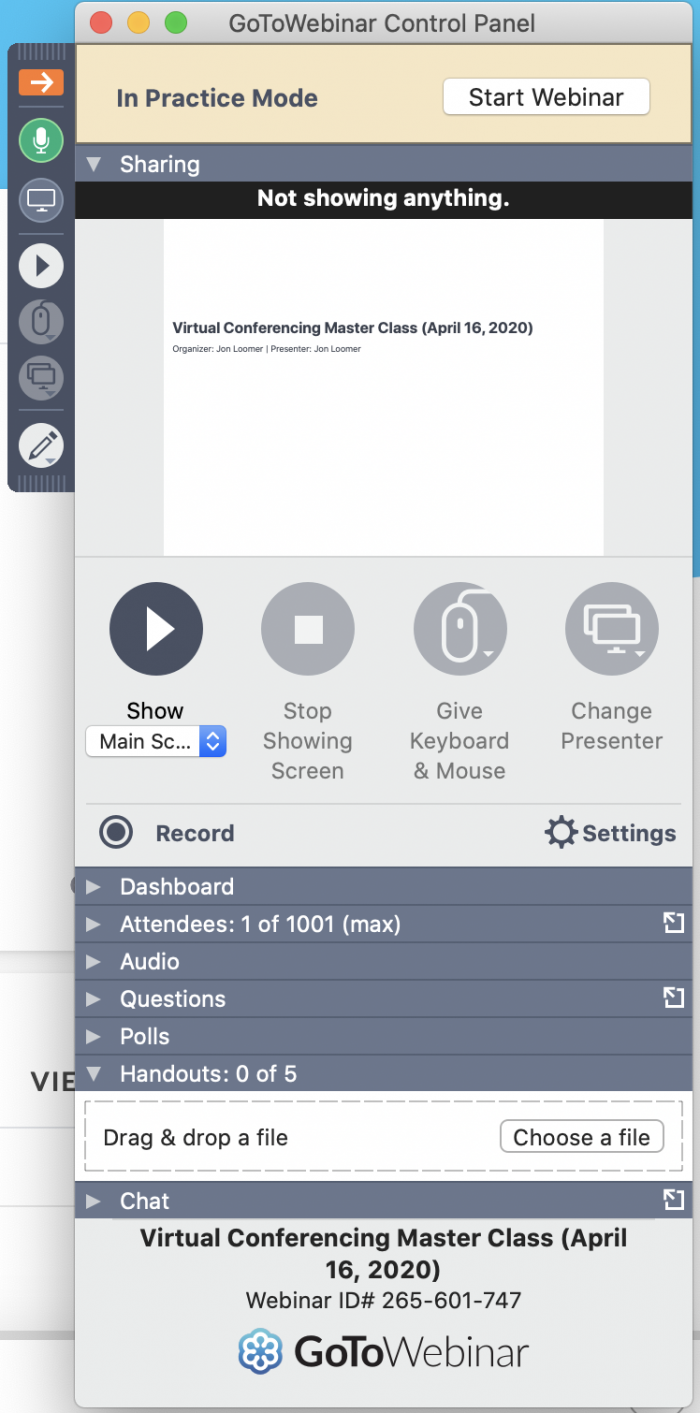 GoToWebinar Control Panel
In Practice Mode
Start Webinar
Sharing
Not showing anything.
Virtual Conferencing Master Class (April 16, 2020)
Organizer: Jon Loomer | Presenter: Jon Loomer
Show
Main Sc...
Stop
Showing
Screen
Give
Keyboard
& Mouse
Change
Presenter
Record
Settings
Dashboard
Attendees: 1 of 1001 (max)
Audio
Questions
Polls
VIE
Handouts: 0 of 5
Drag & drop a file
Choose a file
Chat
Virtual Conferencing Master Class (April
16, 2020)
Webinar ID# 265-601-747
GoToWebinar